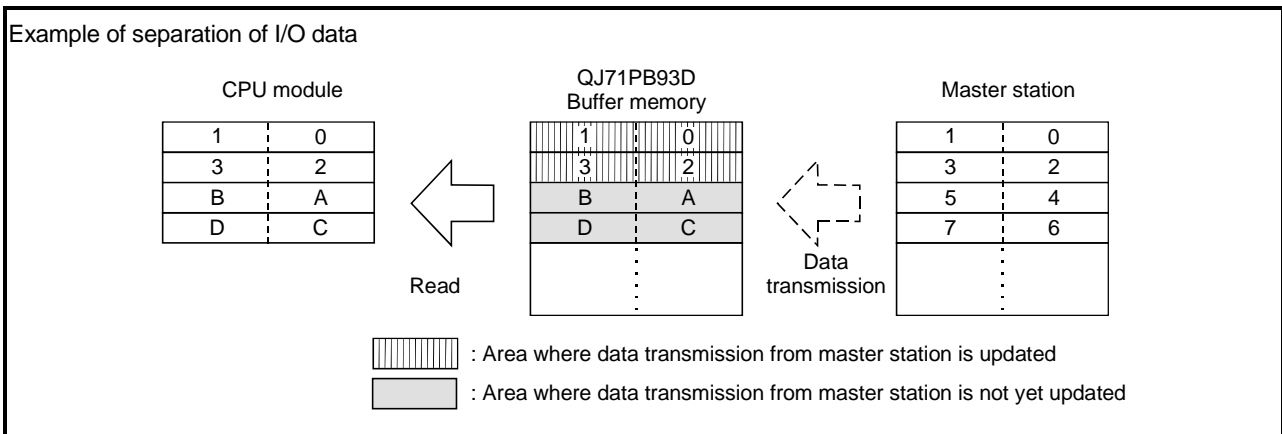 Example of separation of I/O data
CPU module
QJ71PB93D
Buffer memory
Master station
1 0
3 2
B A
D C
1 0
3 2
B A
D C
1 0
3 2
5 4
7 6
Read
Data
transmission
: Area where data transmission from master station is updated
: Area where data transmission from master station is not yet updated